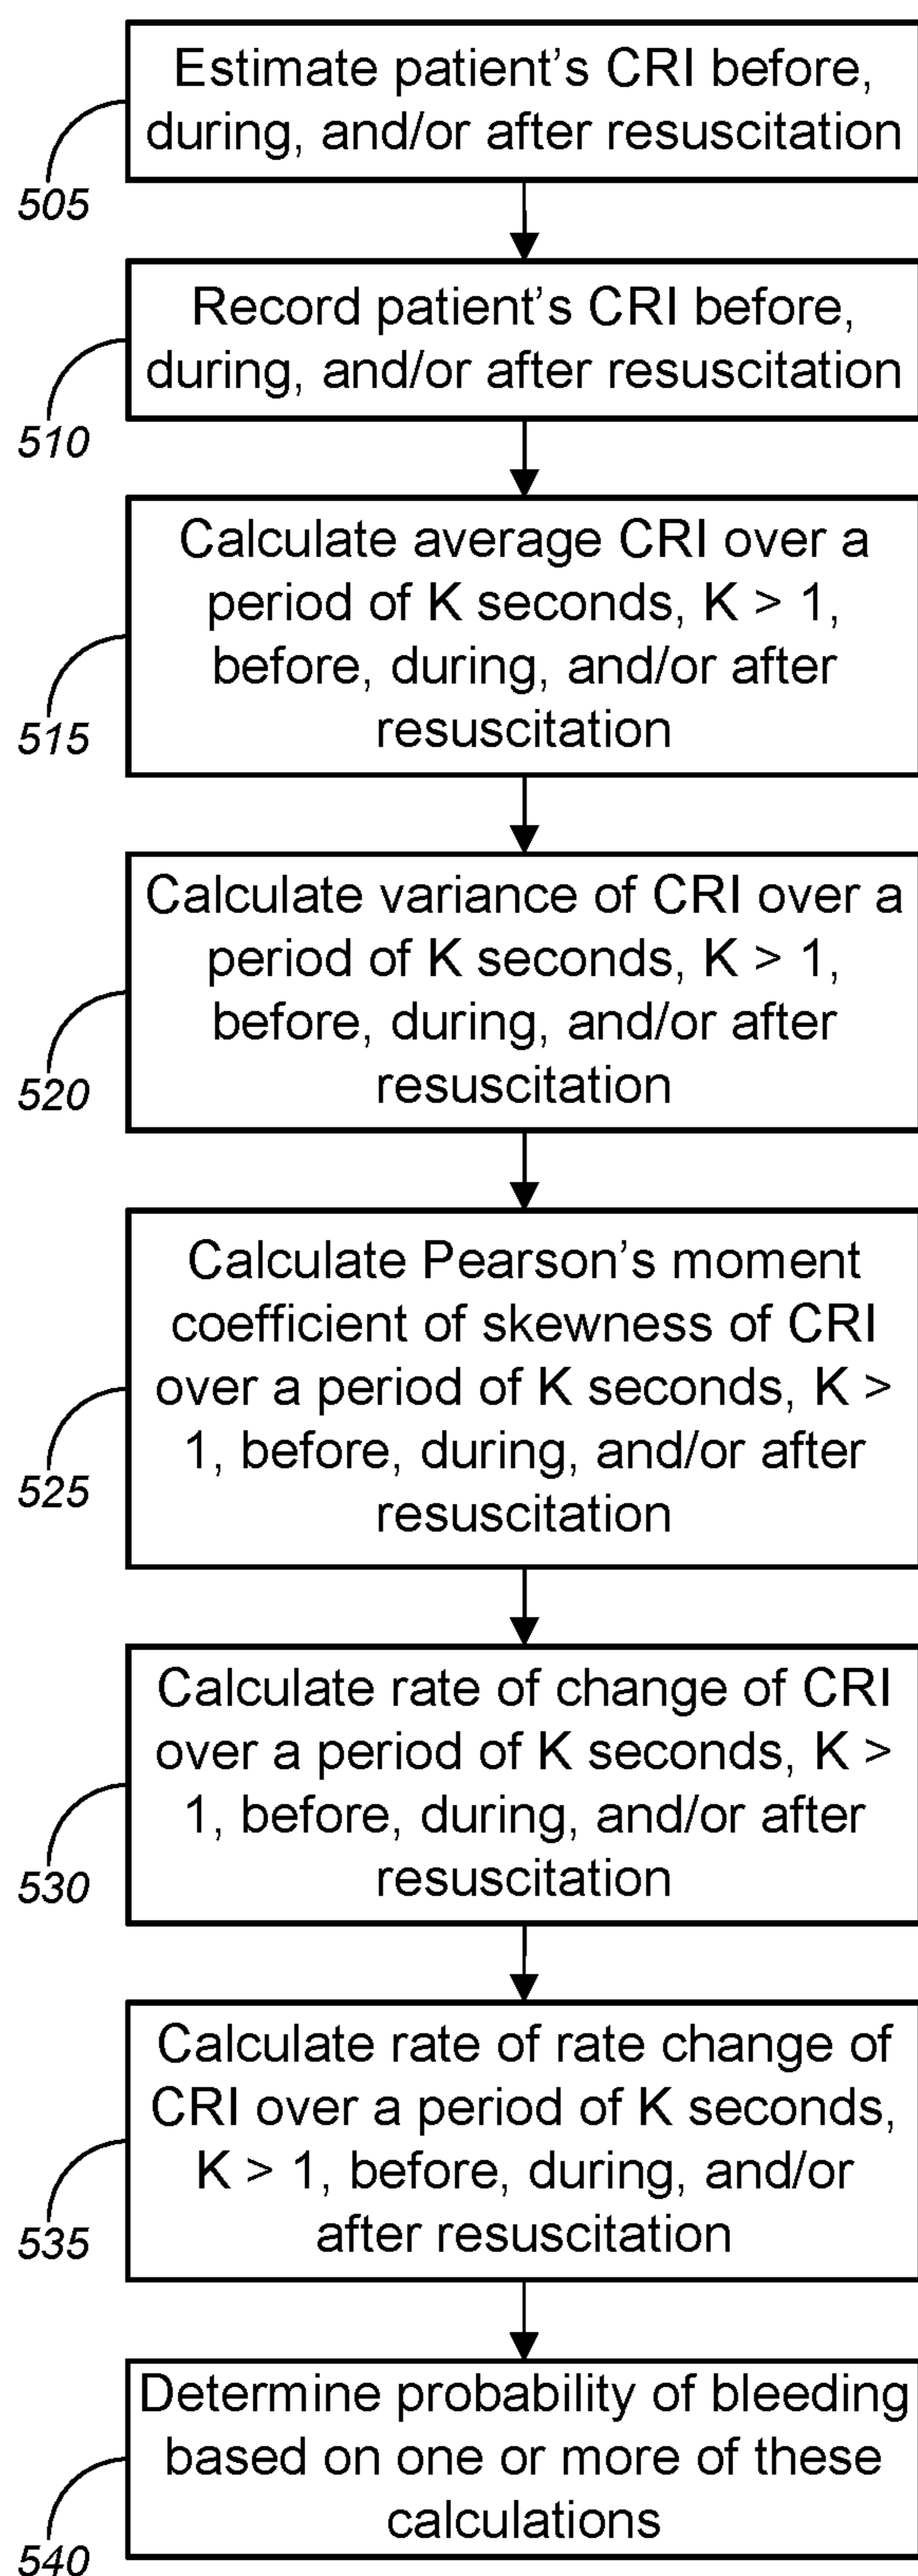 Estimate patient's CRI before,
during, and/or after resuscitation
505
Record patient's CRI before,
during, and/or after resuscitation
510
Calculate average CRI over a
period of K seconds, K > 1,
before, during, and/or after
resuscitation
515
Calculate variance of CRI over a
period of K seconds, K > 1,
before, during, and/or after
resuscitation
520
Calculate Pearson's moment
coefficient of skewness of CRI
over a period of K seconds, K >
1, before, during, and/or after
resuscitation
525
Calculate rate of change of CRI
over a period of K seconds, K >
1, before, during, and/or after
resuscitation
530
Calculate rate of rate change of
CRI over a period of K seconds,
K > 1, before, during, and/or
after resuscitation
535
Determine probability of bleeding
based on one or more of these
calculations
540